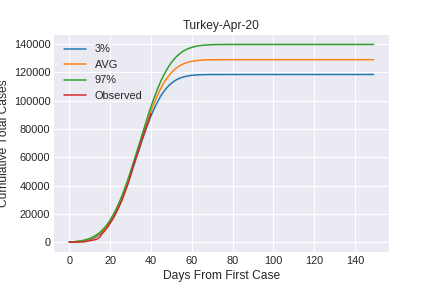 Turkey-Apr-20
140000
120000
100000
80000
60000
40000
20000
0
3%
AVG
97%
Observed
Cumulative Total Cases
0 20 40 60 80 100 120 140
Days From First Case